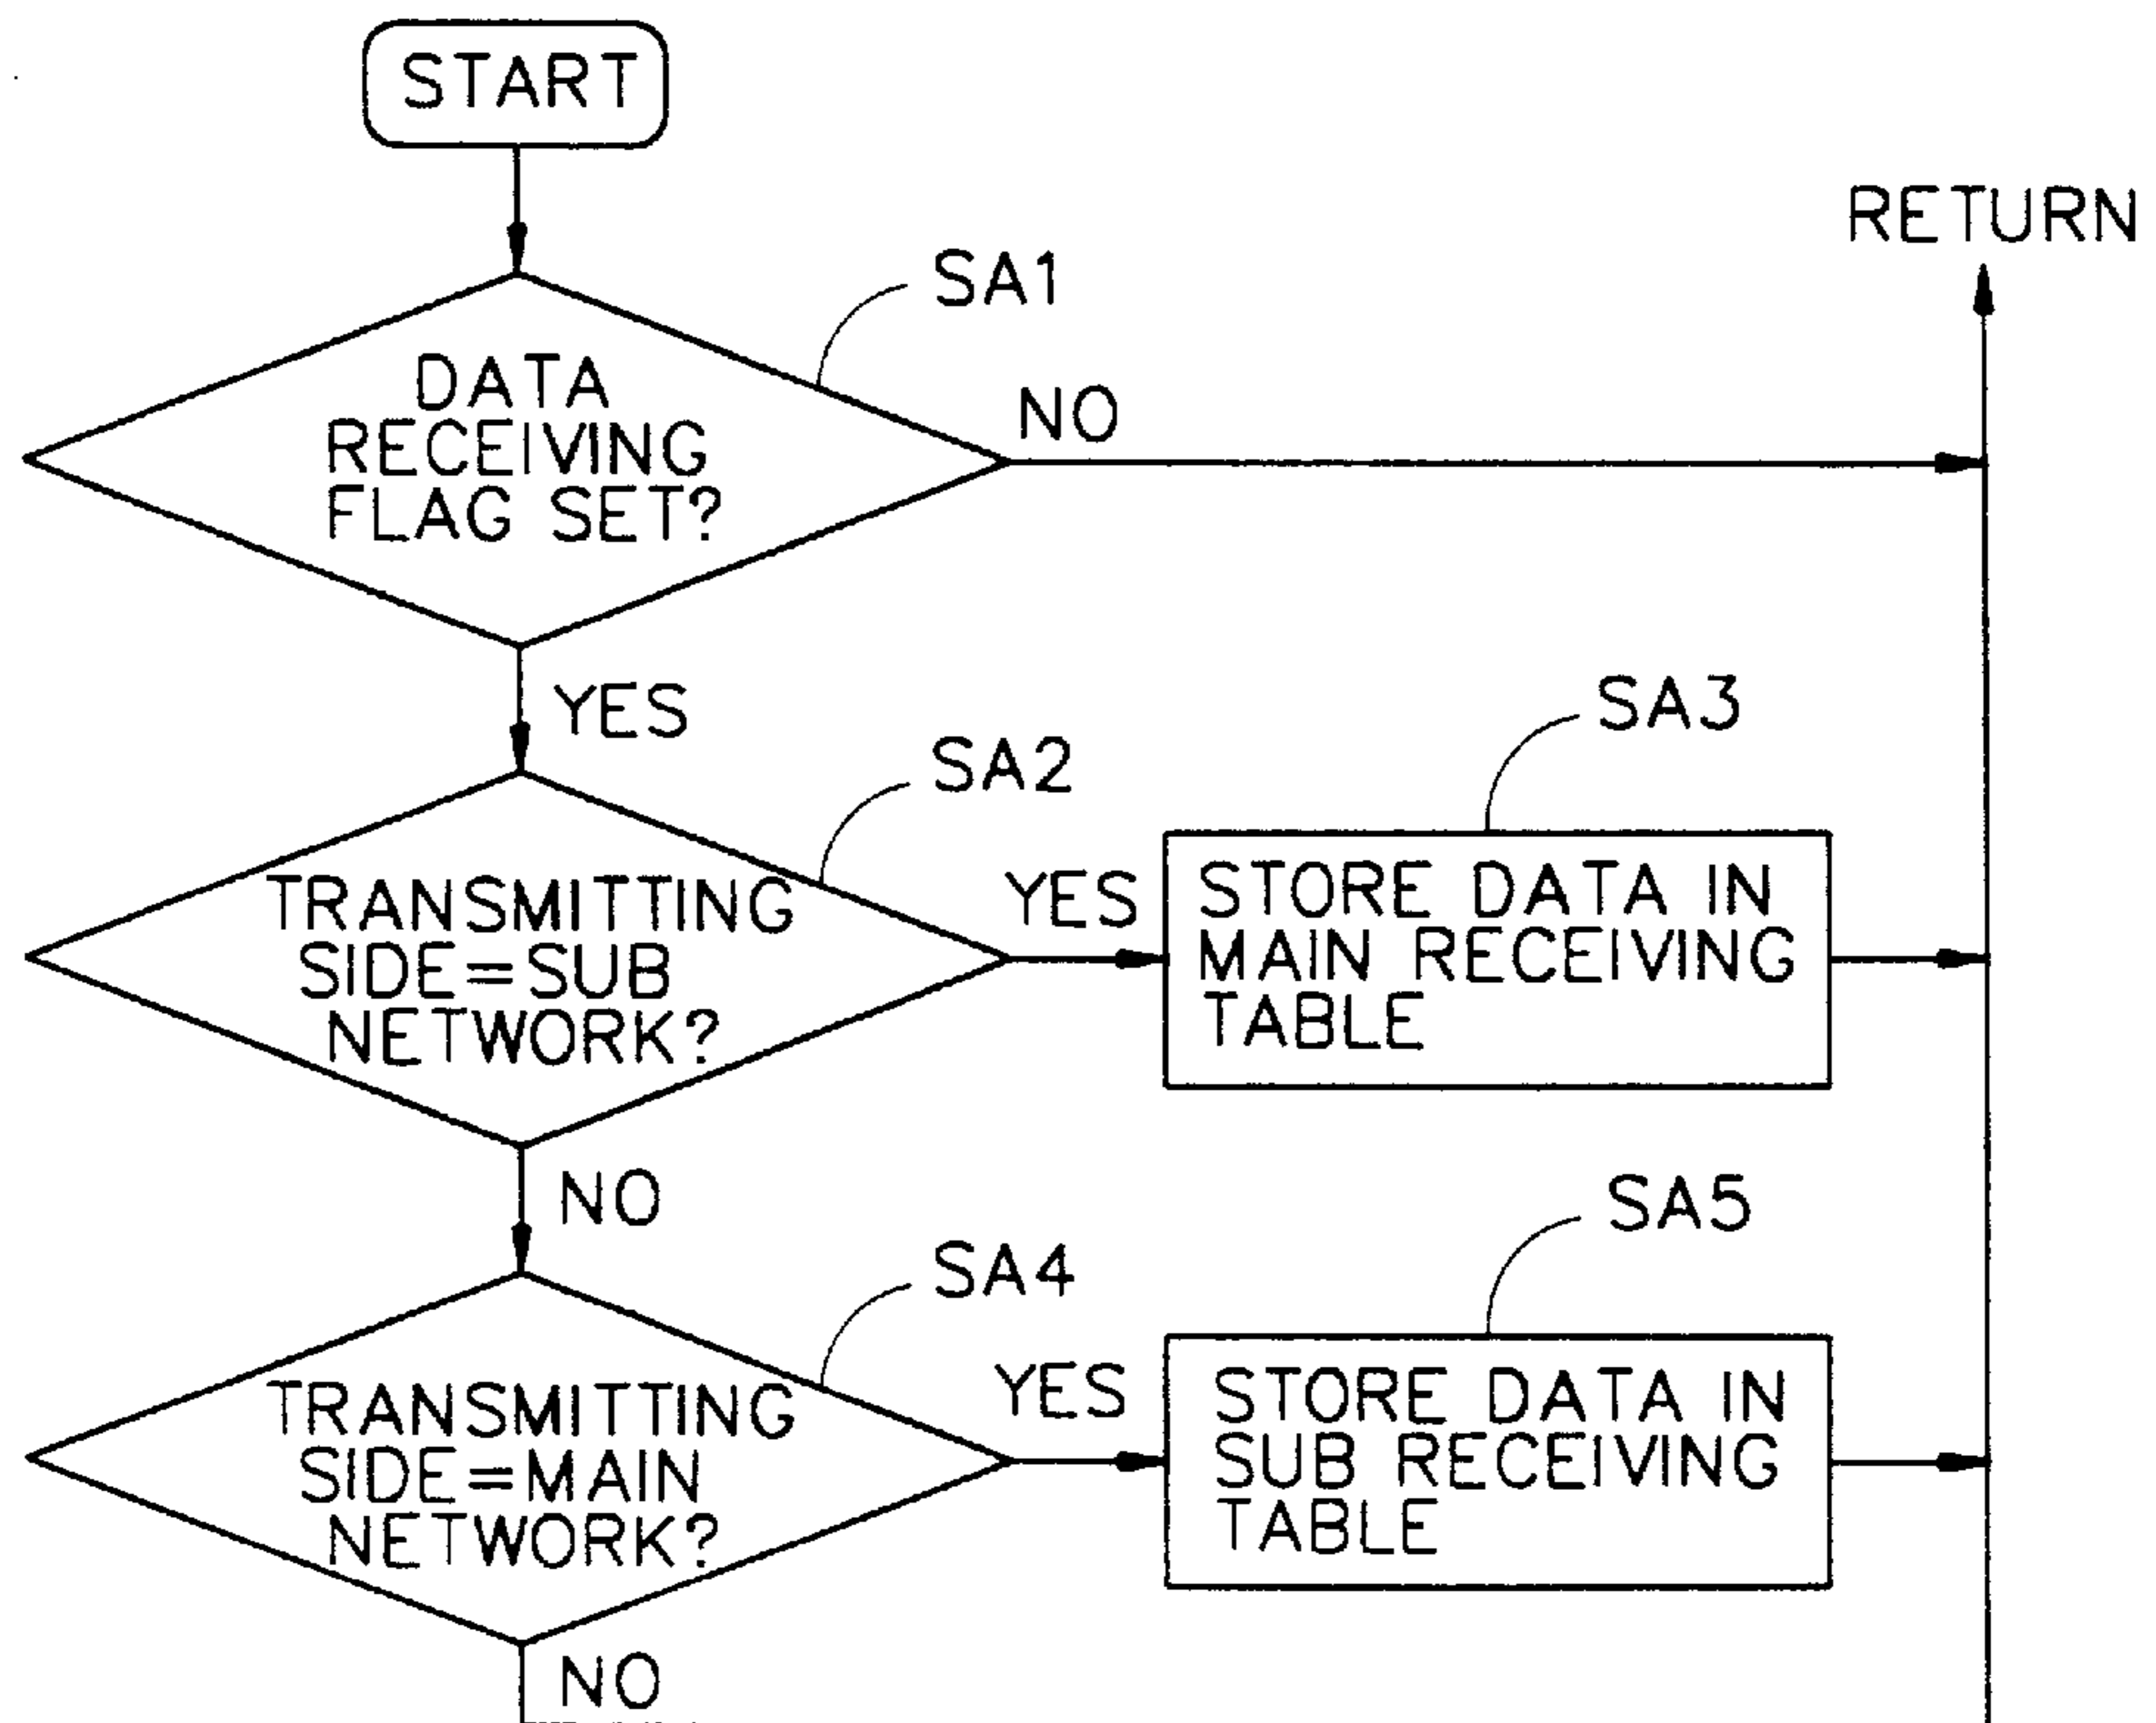 START
RETURN
SA1
DATA
RECEIVING
FLAG SET?
NO
YES
SA2
SA3
TRANSMITTING
SIDE=SUB
NETWORK?
YES
STORE DATA IN
MAIN RECEIVING
TABLE
NO
SA4
SA5
TRANSMITTING
SIDE=MAIN
NETWORK?
YES
STORE DATA IN
SUB RECEIVING
TABLE
NO